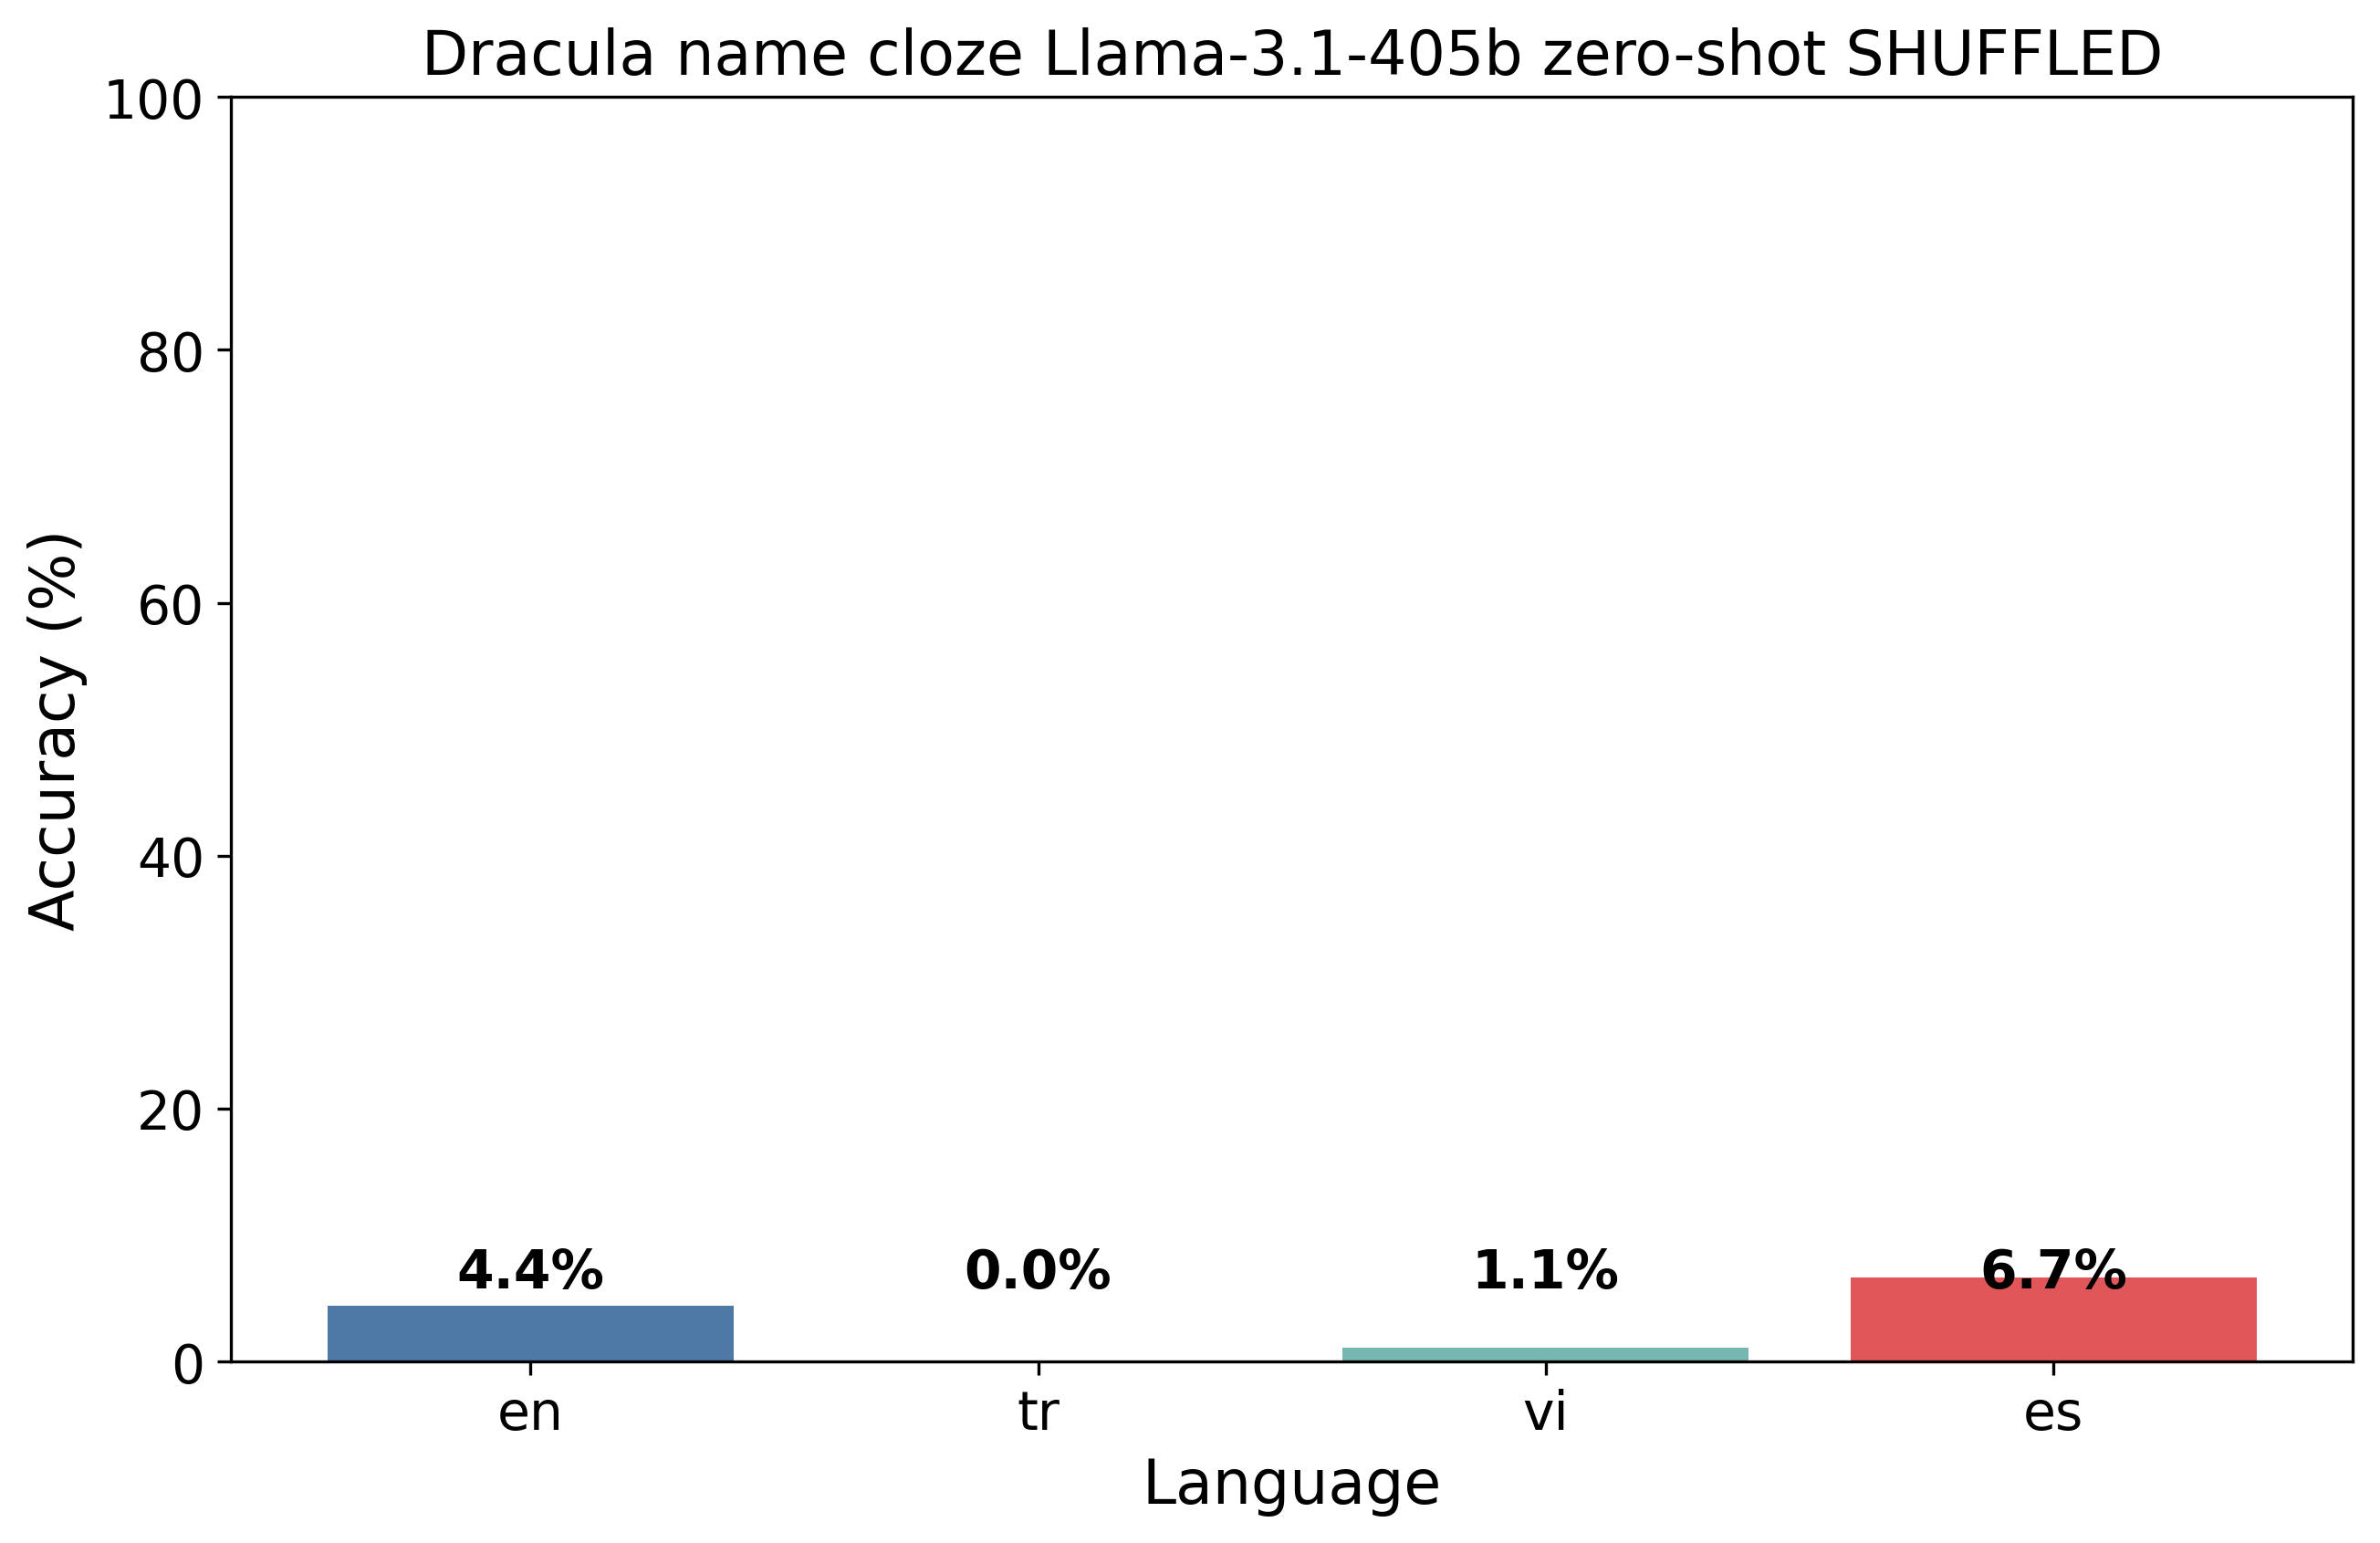 Dracula name cloze Llama-3.1-405b zero-shot SHUFFLED
Accuracy (%)
100
80
60
40
20
0
4.4%
0.0%
1.1%
6.7%
en
tr
vi
es
Language